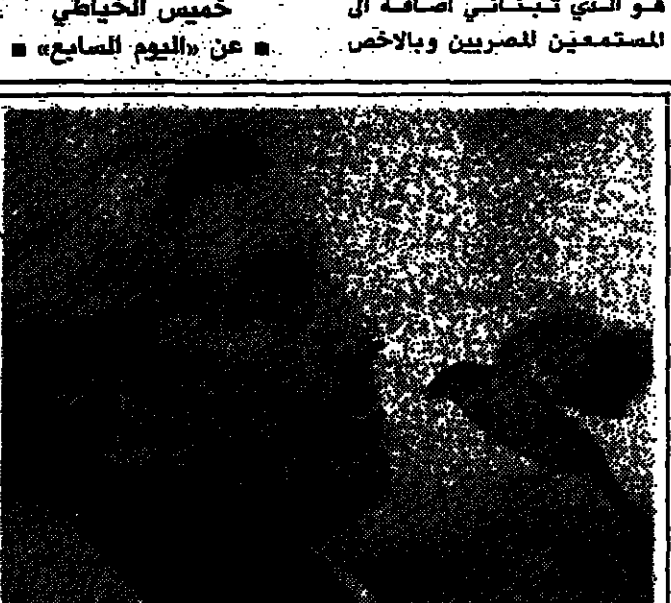 هو الذي تبناني اضافة الى
المستمعين المصريين وبالاخص
خميس الخياطي
■ عن «اليوم السابع» ■